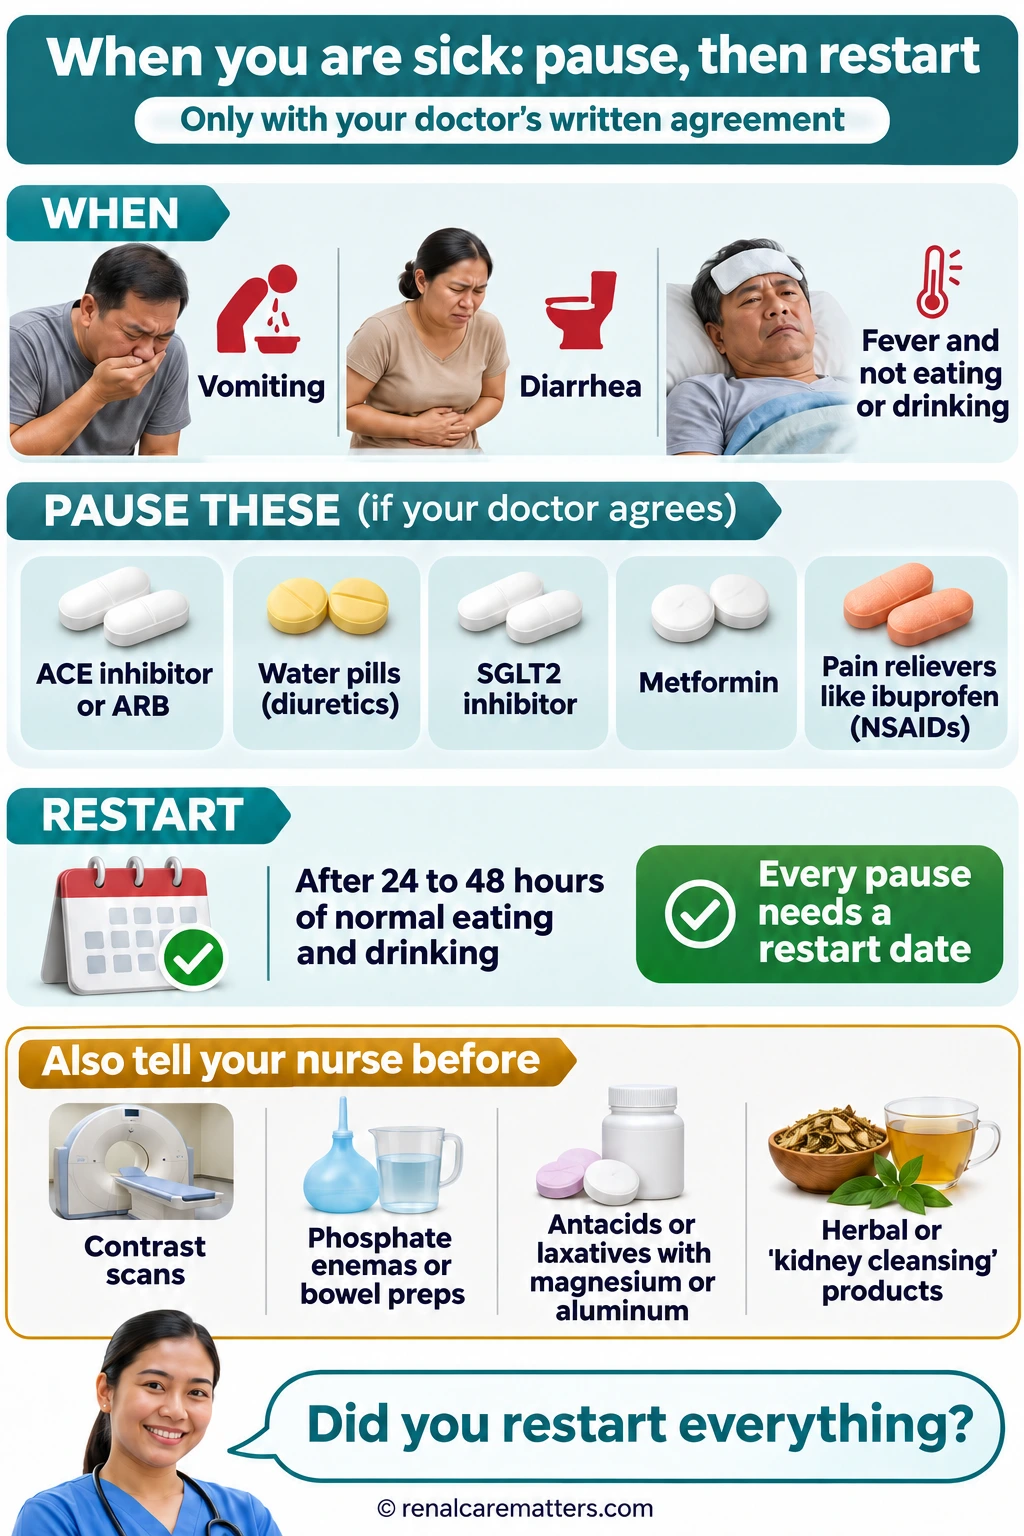 When you are sick: pause, then restart
Only with your doctor's written agreement
WHEN
Vomiting
Diarrhea
Fever and
not eating
or drinking
PAUSE THESE (if your doctor agrees)
ACE inhibitor
or ARB
Water pills
(diuretics)
SGLT2
inhibitor
Metformin
Pain relievers
like ibuprofen
(NSAIDs)
RESTART
After 24 to 48 hours
of normal eating
and drinking
Every pause
needs a
restart date
Also tell your nurse before
Contrast
scans
Phosphate
enemas or
bowel preps
Antacids or
laxatives with
magnesium or
aluminum
Herbal or
'kidney cleansing'
products
Did you restart everything?
© renalcarematters.com